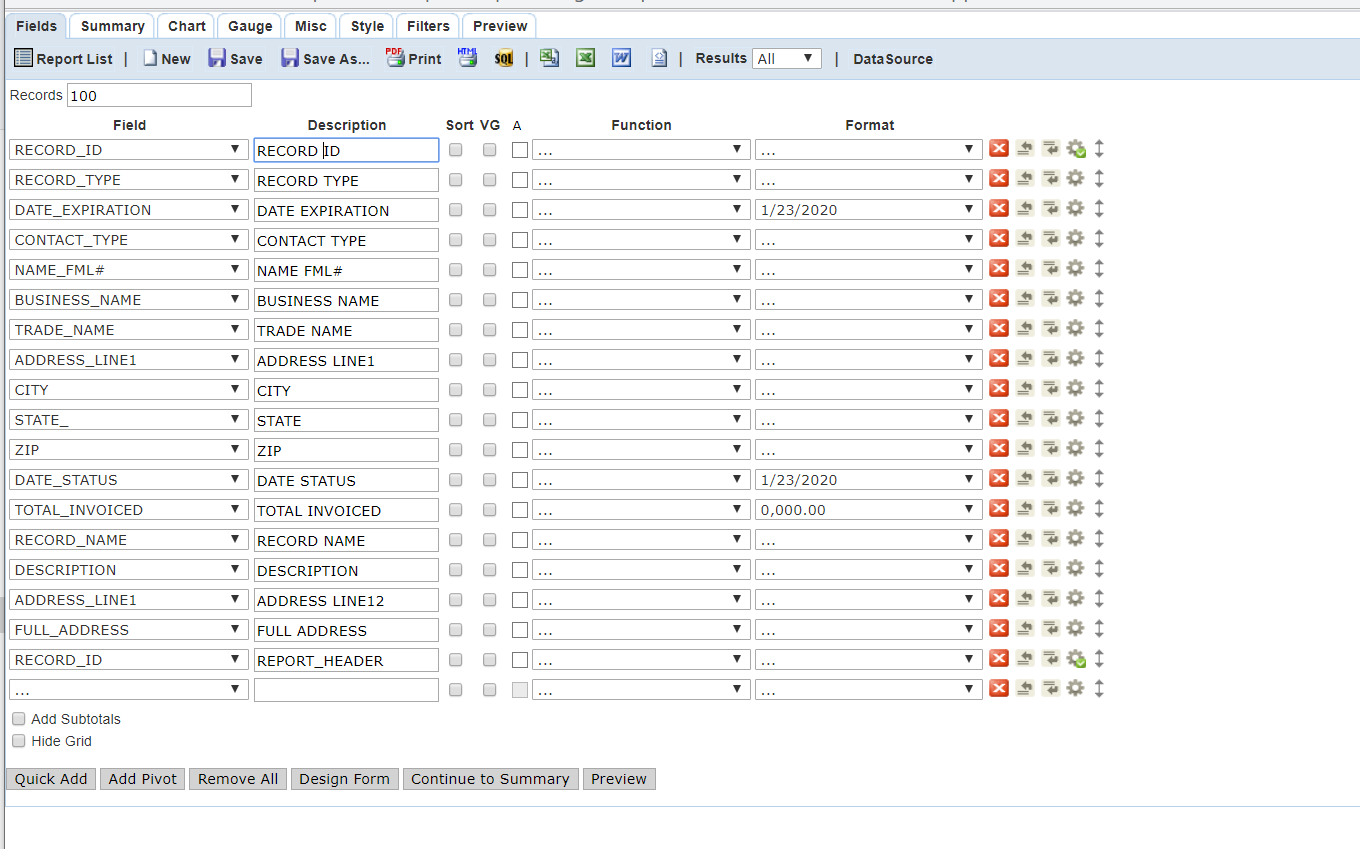 Fields Summary Chart Gauge Misc Style Filters Preview
Report List | New Save Save As... PDF Print HTML SQL | Results All | DataSource
Records 100
Field Description Sort VG A Function Format
RECORD_ID RECORD ID ... ...
RECORD_TYPE RECORD TYPE ... ...
DATE_EXPIRATION DATE EXPIRATION ... 1/23/2020
CONTACT_TYPE CONTACT TYPE ... ...
NAME_FML# NAME FML# ... ...
BUSINESS_NAME BUSINESS NAME ... ...
TRADE_NAME TRADE NAME ... ...
ADDRESS_LINE1 ADDRESS LINE1 ... ...
CITY CITY ... ...
STATE_ STATE ... ...
ZIP ZIP ... ...
DATE_STATUS DATE STATUS ... 1/23/2020
TOTAL_INVOICED TOTAL INVOICED ... 0,000.00
RECORD_NAME RECORD NAME ... ...
DESCRIPTION DESCRIPTION ... ...
ADDRESS_LINE1 ADDRESS LINE12 ... ...
FULL_ADDRESS FULL ADDRESS ... ...
RECORD_ID REPORT_HEADER ... ...
... ... ...
Add Subtotals
Hide Grid
Quick Add Add Pivot Remove All Design Form Continue to Summary Preview